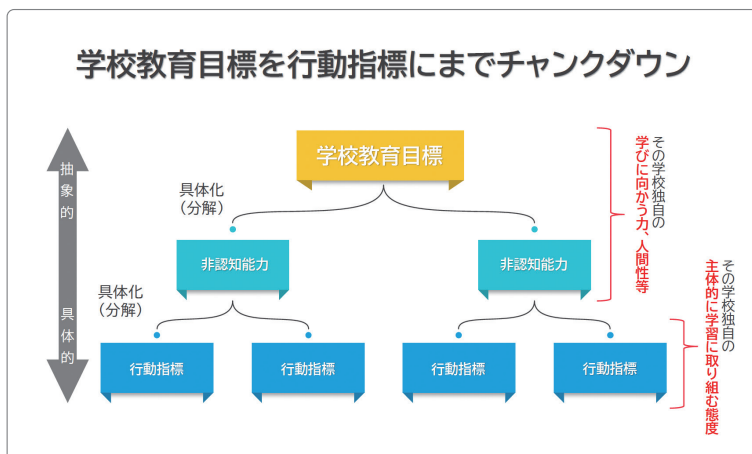 学校教育目標を行動指標にまでチャンクダウン
抽象的
具体的
学校教育目標
具体化
（分解）
非認知能力
非認知能力
具体化
（分解）
行動指標
行動指標
行動指標
行動指標
その学校独自の
学びに向かう力、人間性等
その学校独自の
主体的に学習に取り組む態度